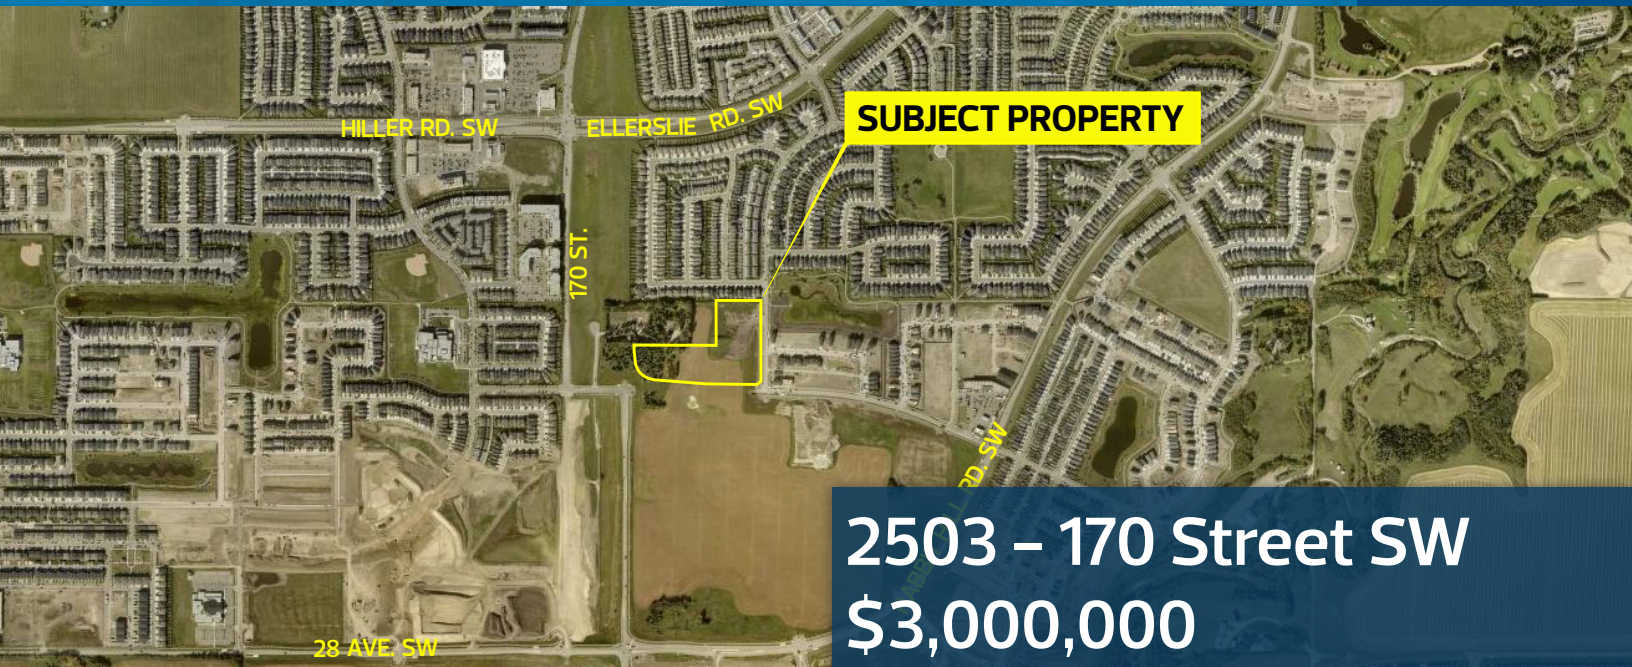 HILLER RD. SW
ELLERSLIE RD. SW
SUBJECT PROPERTY
170 ST.
RD. SW
2503 – 170 Street SW
$3,000,000
28 AVE. SW